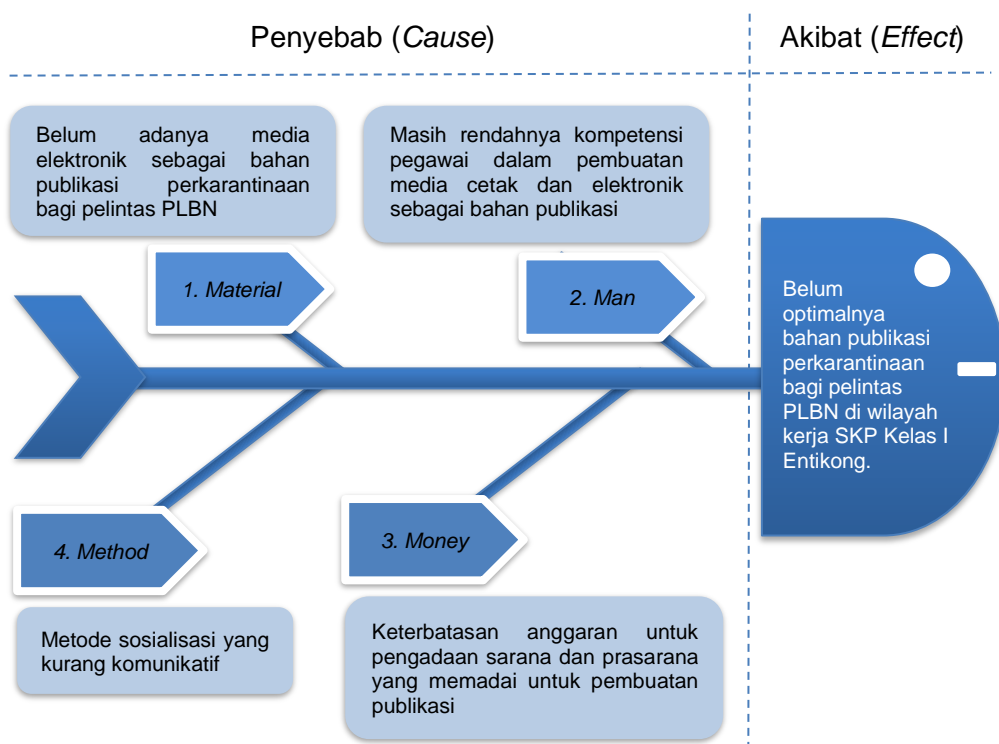 Penyebab (Cause)
Akibat (Effect)
Belum adanya media
elektronik sebagai bahan
publikasi perkarantinaan
bagi pelintas PLBN
Masih rendahnya kompetensi
pegawai dalam pembuatan
media cetak dan elektronik
sebagai bahan publikasi
1. Material
2. Man
Belum
optimalnya
bahan publikasi
perkarantinaan
bagi pelintas
PLBN di wilayah
kerja SKP Kelas I
Entikong.
4. Method
3. Money
Metode sosialisasi yang
kurang komunikatif
Keterbatasan anggaran untuk
pengadaan sarana dan prasarana
yang memadai untuk pembuatan
publikasi